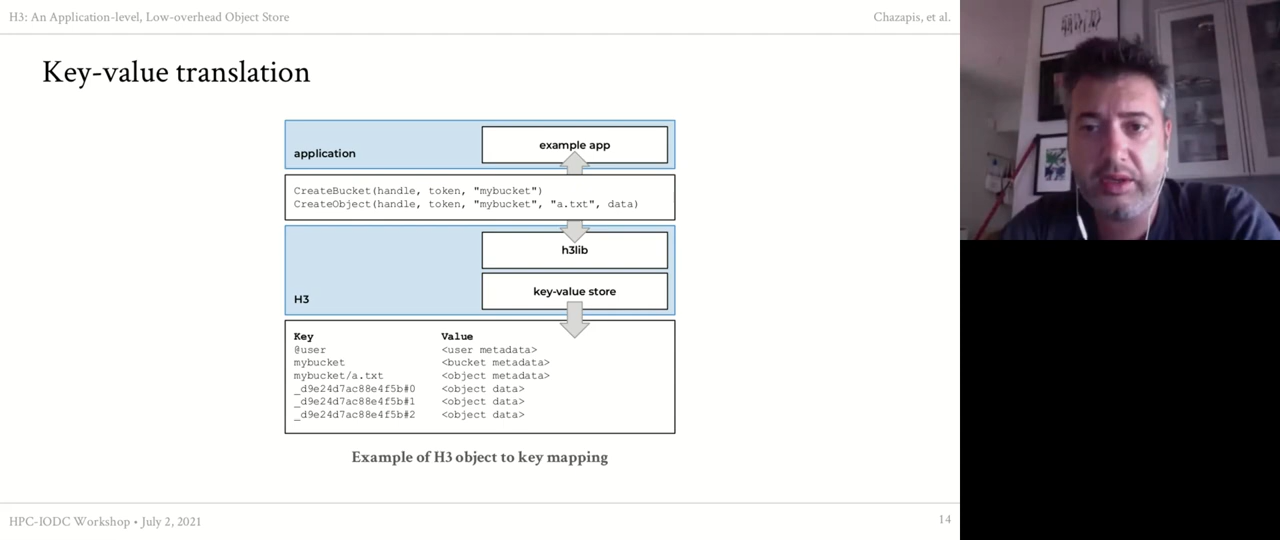 H3: An Application-level, Low-overhead Object Store
Chazapis, et al.
Key-value translation
application
example app
CreateBucket(handle, token, "mybucket")
CreateObject(handle, token, "mybucket", "a.txt", data)
h3lib
key-value store
H3
Key Value
@user <user metadata>
mybucket <bucket metadata>
mybucket/a.txt <object metadata>
_d9e24d7ac88e4f5b#0 <object data>
_d9e24d7ac88e4f5b#1 <object data>
_d9e24d7ac88e4f5b#2 <object data>
Example of H3 object to key mapping
HPC-IODC Workshop • July 2, 2021
14